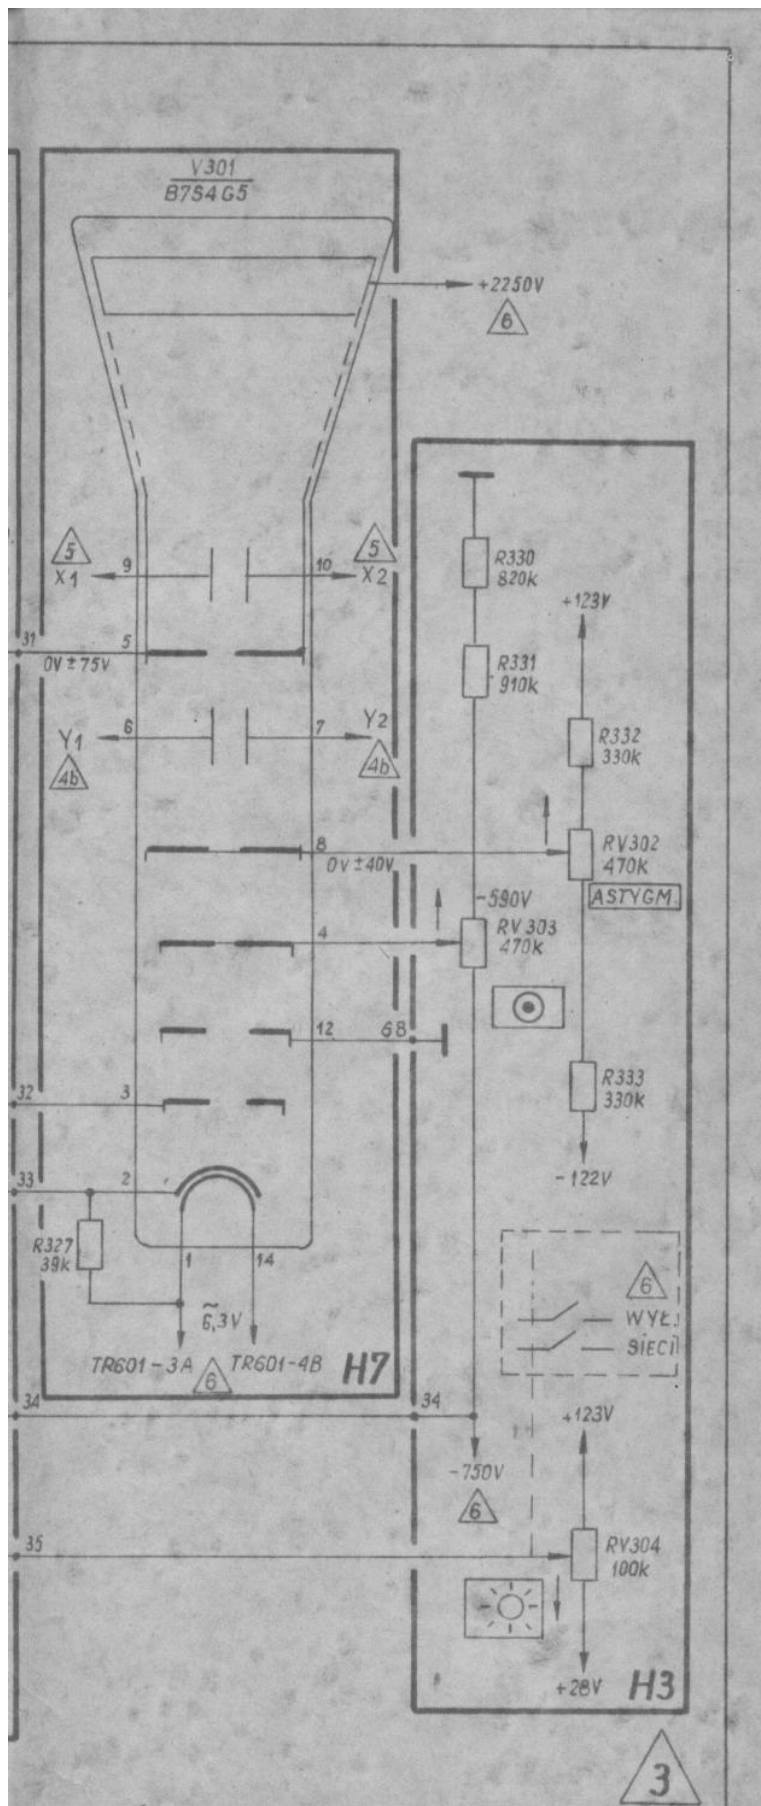 V301
B7S4G5
+2250V
6
5
X1
9
10
5
X2
R330
820k
+123V
31
0V±75V
5
R331
910k
Y1
4b
6
7
Y2
4b
R332
330k
8
0V±40V
RV302
470k
ASTYGM.
-590V
4
RV303
470k
12
68
R333
330k
-122V
32
3
33
2
R327
39k
1
14
~
6,3V
TR601-3A
6
TR601-4B
H7
6
WYŁ.
SIECI
34
34
+123V
-750V
6
35
RV304
100k
+28V
H3
3